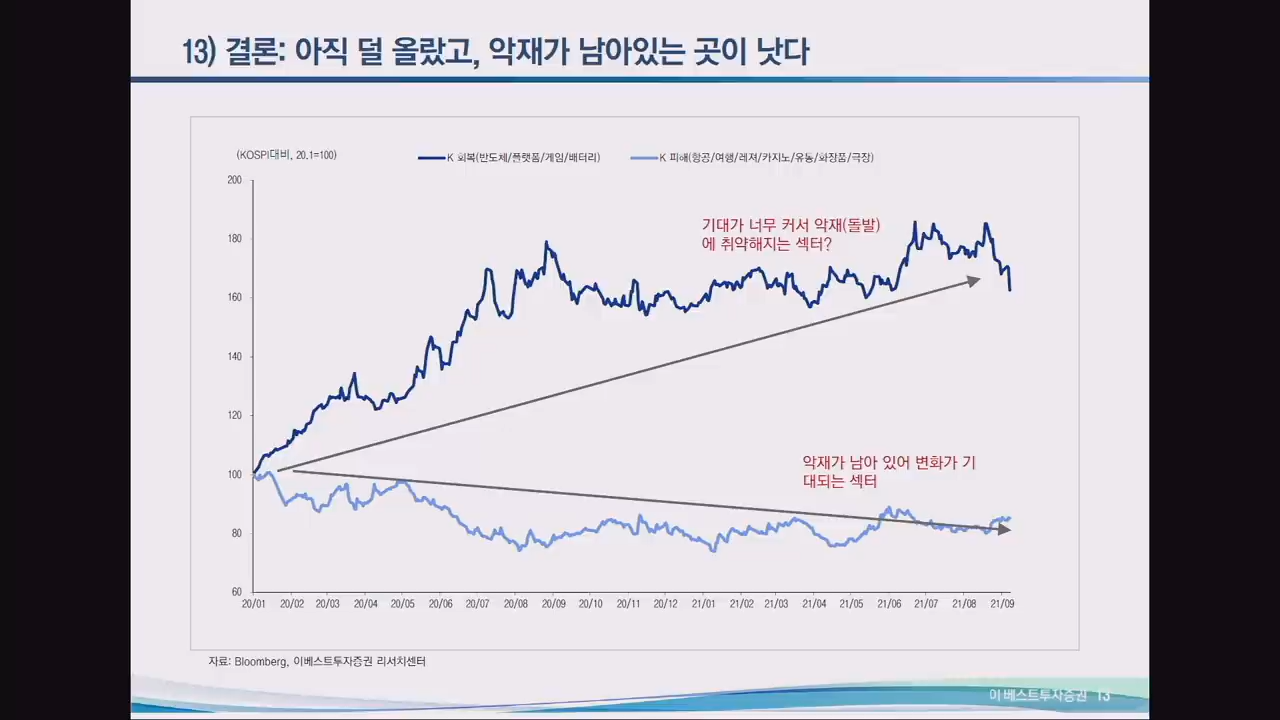 13) 결론: 아직 덜 올랐고, 악재가 남아있는 곳이 낫다
(KOSPI대비, 20.1=100)
K 회복(반도체/플랫폼/게임/배터리)
K 피해(항공/여행/레져/카지노/유통/화장품/극장)
200
180
160
140
120
100
80
60
기대가 너무 커서 악재(돌발)
에 취약해지는 섹터?
악재가 남아 있어 변화가 기
대되는 섹터
20/01 20/02 20/03 20/04 20/05 20/06 20/07 20/08 20/09 20/10 20/11 20/12 21/01 21/02 21/03 21/04 21/05 21/06 21/07 21/08 21/09
자료: Bloomberg, 이베스트투자증권 리서치센터
이베스트투자증권 13